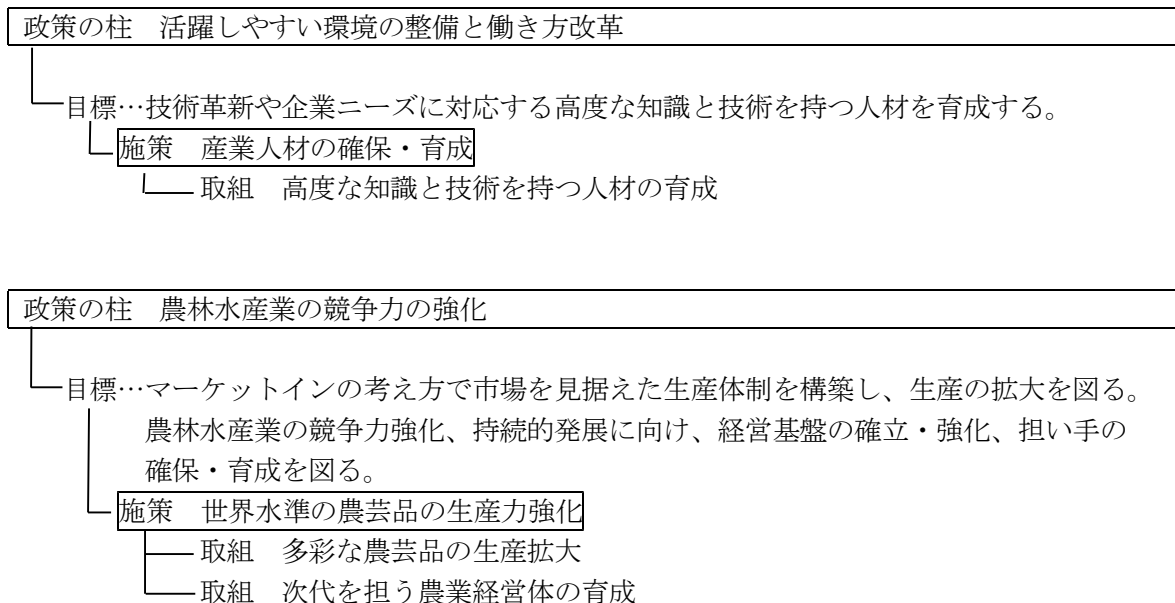 政策の柱　活躍しやすい環境の整備と働き方改革
目標…技術革新や企業ニーズに対応する高度な知識と技術を持つ人材を育成する。
施策　産業人材の確保・育成
取組　高度な知識と技術を持つ人材の育成
政策の柱　農林水産業の競争力の強化
目標…マーケットインの考え方で市場を見据えた生産体制を構築し、生産の拡大を図る。
農林水産業の競争力強化、持続的発展に向け、経営基盤の確立・強化、担い手の
確保・育成を図る。
施策　世界水準の農芸品の生産力強化
取組　多彩な農芸品の生産拡大
取組　次代を担う農業経営体の育成